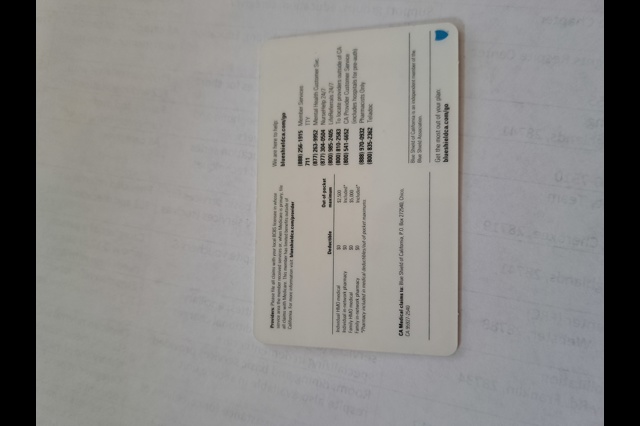 Providers: Please file all claims with your local BCBS licensee in whose
service area the member received services or, when Medicare is primary, file
all claims with Medicare. This member has limited benefits outside of
California. For more information visit blueshieldca.com/provider
Deductible Out-of-pocket maximum
Individual HMO medical $0 $2,500
Individual in-network pharmacy $0 Included*
Family HMO medical $0 $5,000
Family in-network pharmacy $0 Included*
*Pharmacy included in medical deductibles/out-of-pocket maximums
CA Medical claims to: Blue Shield of California, P.O. Box 272540, Chico,
CA 95927-2540
We are here to help:
blueshieldca.com/go
(888) 256-1915 Member Services
711 TTY
(877) 263-9952 Mental Health Customer Svc.
(877) 304-0504 NurseHelp 24/7
(800) 985-2405 LifeReferrals 24/7
(800) 810-2583 To locate providers outside of CA
(800) 541-6652 CA Provider Customer Service
(includes hospitals for pre-auth)
(888) 970-0932 Pharmacists Only
(800) 835-2362 Teladoc
Blue Shield of California is an independent member of the
Blue Shield Association.
Get the most out of your plan:
blueshieldca.com/go